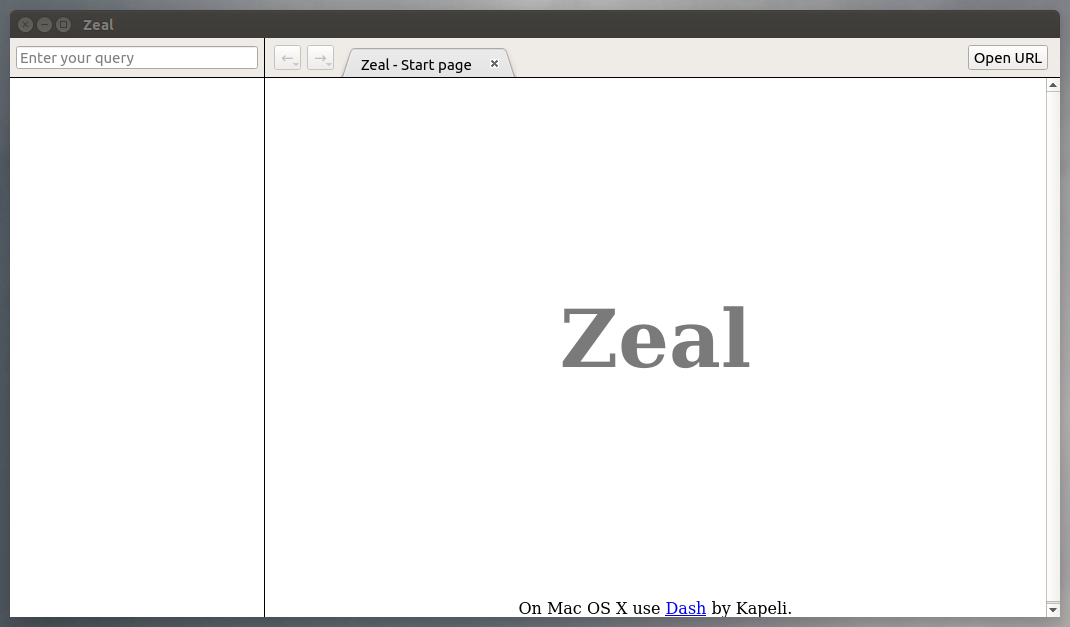 Zeal
Enter your query
Zeal - Start page
Open URL
Zeal
On Mac OS X use Dash by Kapeli.